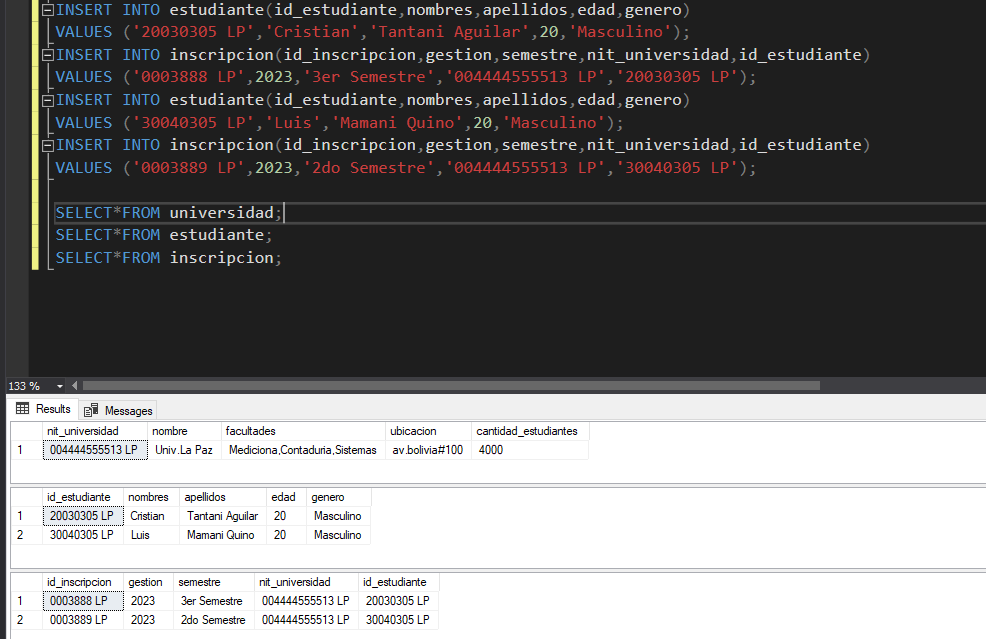 INSERT INTO estudiante(id_estudiante,nombres,apellidos,edad,genero)
VALUES ('20030305 LP','Cristian','Tantani Aguilar',20,'Masculino');
INSERT INTO inscripcion(id_inscripcion,gestion,semestre,nit_universidad,id_estudiante)
VALUES ('0003888 LP',2023,'3er Semestre','004444555513 LP','20030305 LP');
INSERT INTO estudiante(id_estudiante,nombres,apellidos,edad,genero)
VALUES ('30040305 LP','Luis','Mamani Quino',20,'Masculino');
INSERT INTO inscripcion(id_inscripcion,gestion,semestre,nit_universidad,id_estudiante)
VALUES ('0003889 LP',2023,'2do Semestre','004444555513 LP','30040305 LP');
SELECT*FROM universidad;
SELECT*FROM estudiante;
SELECT*FROM inscripcion;
133 %
Results Messages
nit_universidad nombre facultades ubicacion cantidad_estudiantes
1 004444555513 LP Univ.La Paz Mediciona,Contaduria,Sistemas av.bolivia#100 4000
id_estudiante nombres apellidos edad genero
1 20030305 LP Cristian Tantani Aguilar 20 Masculino
2 30040305 LP Luis Mamani Quino 20 Masculino
id_inscripcion gestion semestre nit_universidad id_estudiante
1 0003888 LP 2023 3er Semestre 004444555513 LP 20030305 LP
2 0003889 LP 2023 2do Semestre 004444555513 LP 30040305 LP